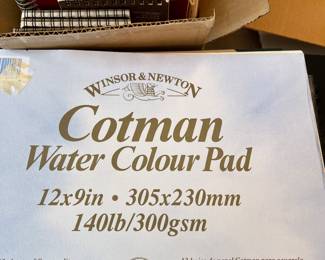 WINSOR & NEWTON
Cotman
Water Colour Pad
12x9in • 305x230mm
140lb/300gsm